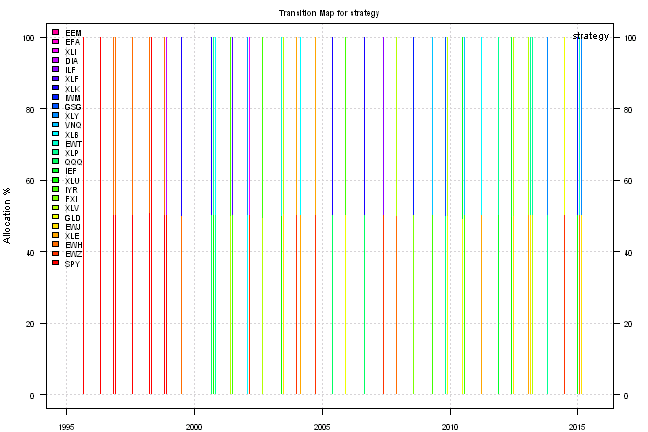 Transition Map for strategy
strategy
Allocation %
100
80
60
40
20
0
EEM
EFA
XLI
DIA
ILF
XLF
XLK
IWM
GSG
XLY
VNQ
XLB
EWT
XLP
QQQ
IEF
XLU
IYR
FXI
XLV
GLD
EWJ
XLE
EWH
EWZ
SPY
100
80
60
40
20
0
1995
2000
2005
2010
2015